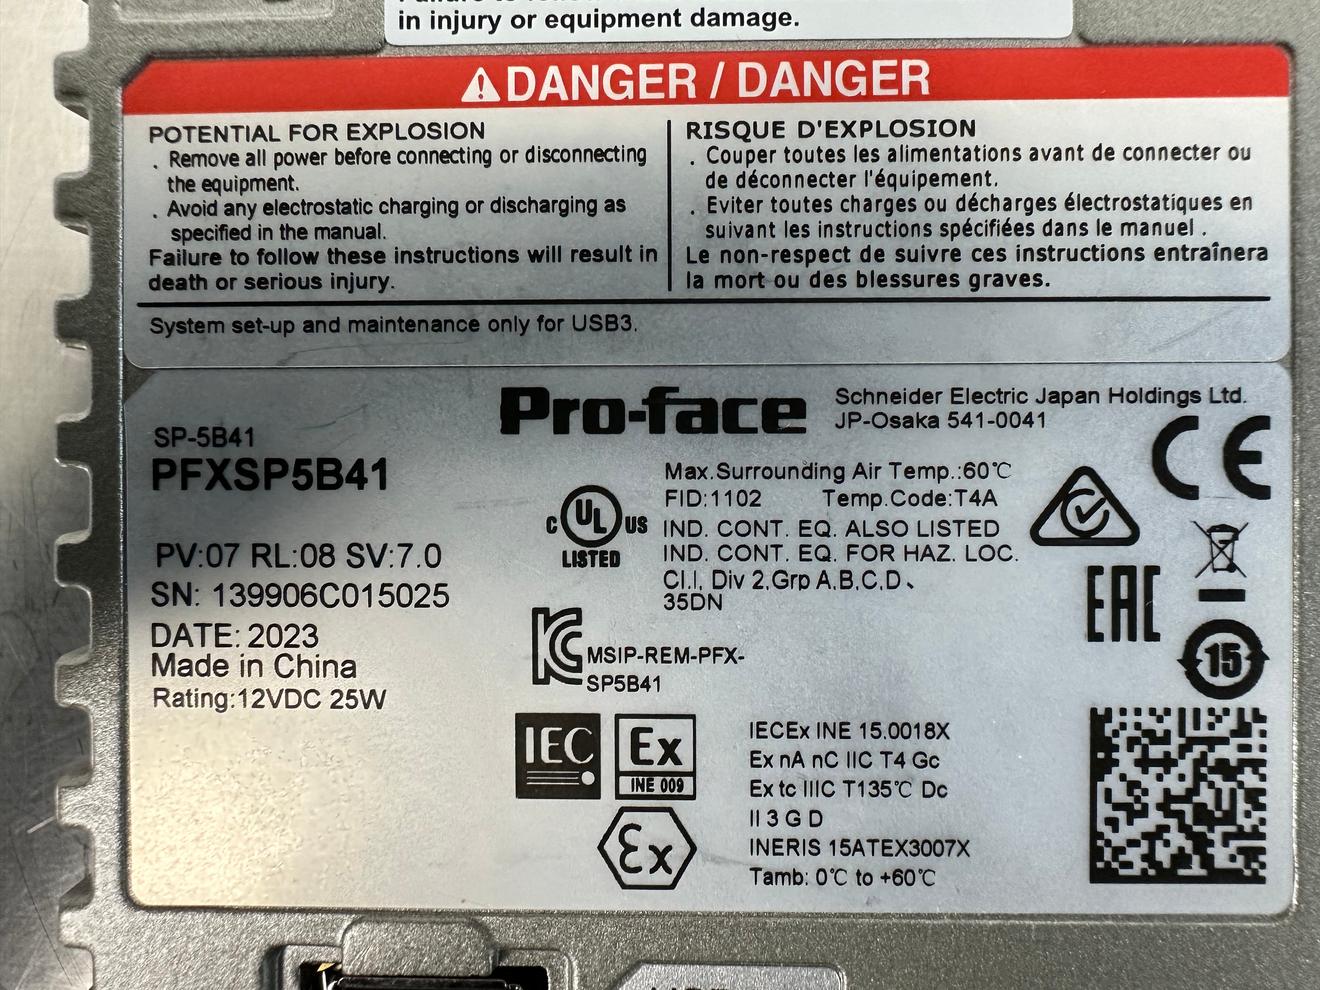 in injury or equipment damage.
DANGER / DANGER
POTENTIAL FOR EXPLOSION
. Remove all power before connecting or disconnecting
the equipment.
. Avoid any electrostatic charging or discharging as
specified in the manual.
Failure to follow these instructions will result in
death or serious injury.
RISQUE D'EXPLOSION
. Couper toutes les alimentations avant de connecter ou
de déconnecter l'équipement.
. Eviter toutes charges ou décharges électrostatiques en
suivant les instructions spécifiées dans le manuel .
Le non-respect de suivre ces instructions entraînera
la mort ou des blessures graves.
System set-up and maintenance only for USB3.
Pro-face
Schneider Electric Japan Holdings Ltd.
JP-Osaka 541-0041
SP-5B41
PFXSP5B41
PV:07 RL:08 SV:7.0
SN: 139906C015025
DATE: 2023
Made in China
Rating:12VDC 25W
C UL US
LISTED
Max.Surrounding Air Temp.:60℃
FID:1102 Temp.Code:T4A
IND. CONT. EQ. ALSO LISTED
IND. CONT. EQ. FOR HAZ. LOC.
Cl.I, Div 2,Grp A,B,C,D、
35DN
CE
EAC
15
KC
MSIP-REM-PFX-
SP5B41
IEC
Ex
INE 009
Ex
IECEx INE 15.0018X
Ex nA nC IIC T4 Gc
Ex tc IIIC T135℃ Dc
II 3 G D
INERIS 15ATEX3007X
Tamb: 0℃ to +60℃